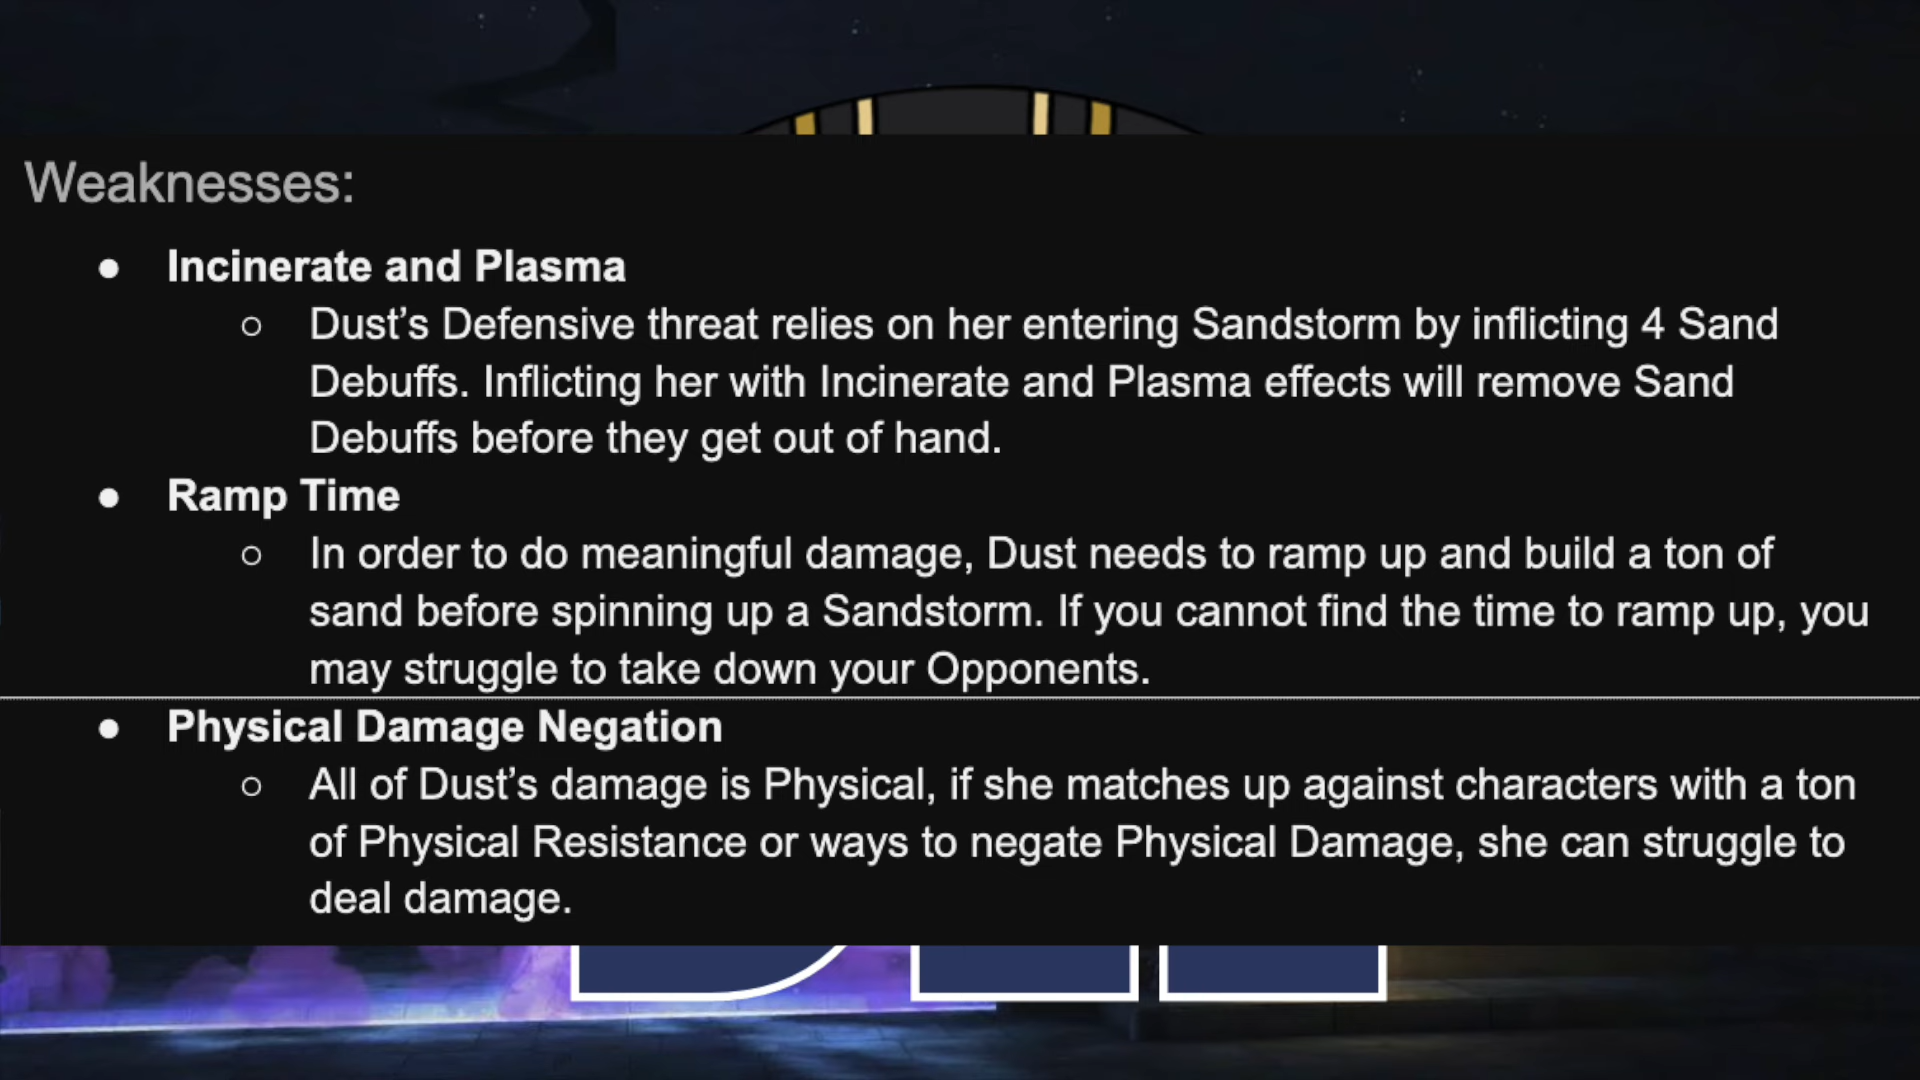 Weaknesses:
● Incinerate and Plasma
○ Dust’s Defensive threat relies on her entering Sandstorm by inflicting 4 Sand
Debuffs. Inflicting her with Incinerate and Plasma effects will remove Sand
Debuffs before they get out of hand.
● Ramp Time
○ In order to do meaningful damage, Dust needs to ramp up and build a ton of
sand before spinning up a Sandstorm. If you cannot find the time to ramp up, you
may struggle to take down your Opponents.
● Physical Damage Negation
○ All of Dust’s damage is Physical, if she matches up against characters with a ton
of Physical Resistance or ways to negate Physical Damage, she can struggle to
deal damage.